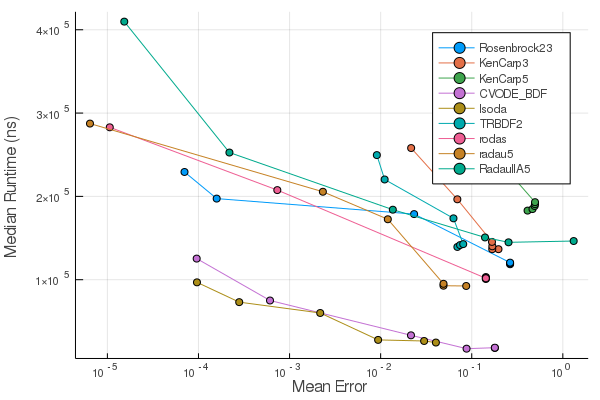 4×10⁵
3×10⁵
2×10⁵
1×10⁵
Median Runtime (ns)
Rosenbrock23
KenCarp3
KenCarp5
CVODE_BDF
lsoda
TRBDF2
rodas
radau5
RadauIIA5
10⁻⁵ 10⁻⁴ 10⁻³ 10⁻² 10⁻¹ 10⁰
Mean Error